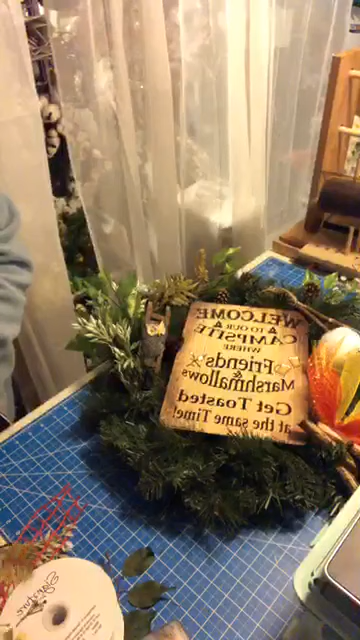 WELCOME
TO OUR
CAMPSITE
WHERE
Friends
&
Marshmallows
Get Toasted
at the same Time!